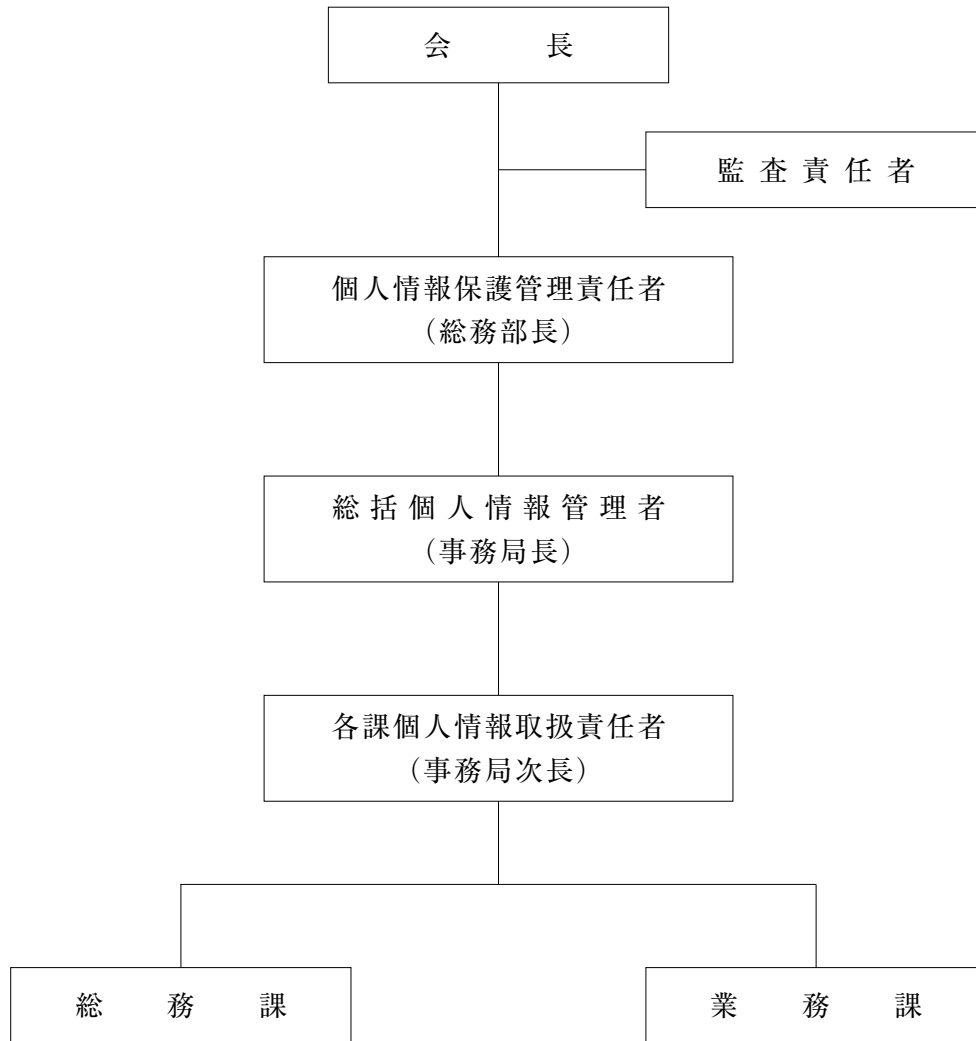 会長
監査責任者
個人情報保護管理責任者
(総務部長)
総括個人情報管理者
(事務局長)
各課個人情報取扱責任者
(事務局次長)
総務課
業務課